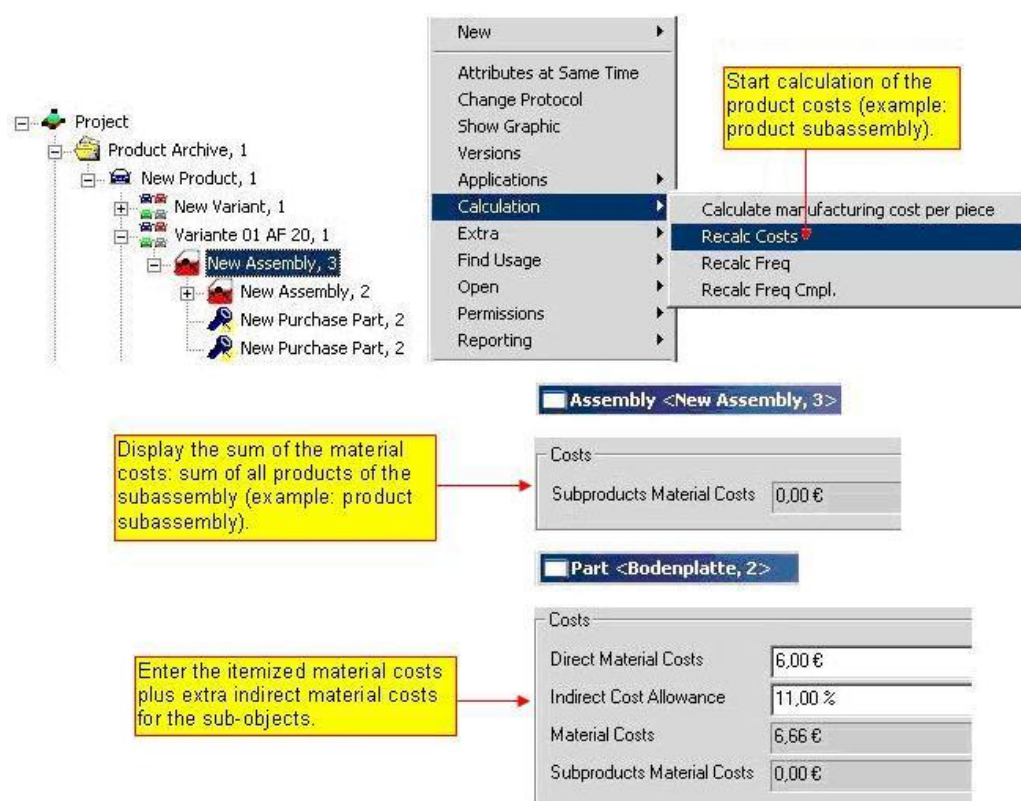 New
Attributes at Same Time
Change Protocol
Show Graphic
Versions
Applications
Calculation
Extra
Find Usage
Open
Permissions
Reporting
Start calculation of the
product costs (example:
product subassembly).
Calculate manufacturing cost per piece
Recalc Costs
Recalc Freq
Recalc Freq Cmpl.
Project
Product Archive, 1
New Product, 1
New Variant, 1
Variante 01 AF 20, 1
New Assembly, 3
New Assembly, 2
New Purchase Part, 2
New Purchase Part, 2
Assembly <New Assembly, 3>
Display the sum of the material
costs: sum of all products of the
subassembly (example: product
subassembly).
Costs
Subproducts Material Costs 0,00 €
Part <Bodenplatte, 2>
Enter the itemized material costs
plus extra indirect material costs
for the sub-objects.
Costs
Direct Material Costs 6,00 €
Indirect Cost Allowance 11,00 %
Material Costs 6,66 €
Subproducts Material Costs 0,00 €